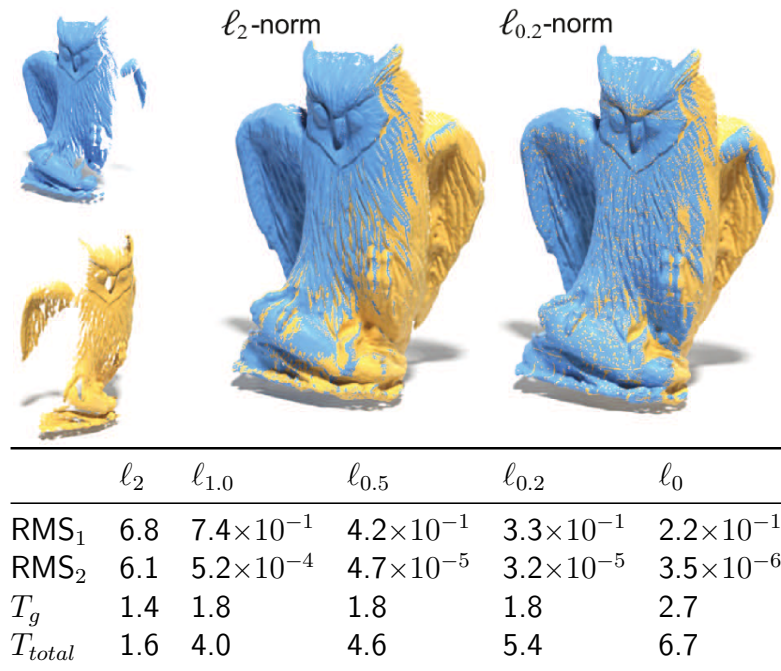 ℓ₂-norm ℓ₀.₂-norm
ℓ₂ ℓ₁.₀ ℓ₀.₅ ℓ₀.₂ ℓ₀
RMS₁ 6.8 7.4×10⁻¹ 4.2×10⁻¹ 3.3×10⁻¹ 2.2×10⁻¹
RMS₂ 6.1 5.2×10⁻⁴ 4.7×10⁻⁵ 3.2×10⁻⁵ 3.5×10⁻⁶
T_g 1.4 1.8 1.8 1.8 2.7
T_total 1.6 4.0 4.6 5.4 6.7